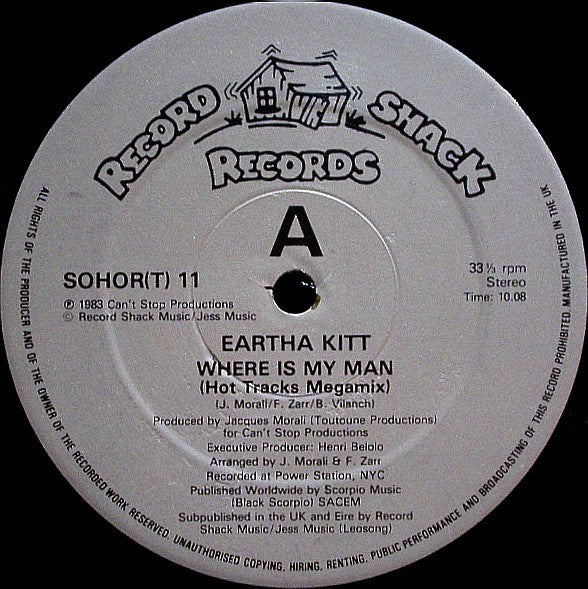 RECORD SHACK
RECORDS
A
SOHOR(T) 11
℗ 1983 Can't Stop Productions
© Record Shack Music/Jess Music
33⅓ rpm
Stereo
Time: 10.08
EARTHA KITT
WHERE IS MY MAN
(Hot Tracks Megamix)
(J. Morali/F. Zarr/B. Vilanch)
Produced by Jacques Morali (Toutoune Productions)
for Can't Stop Productions
Executive Producer: Henri Belolo
Arranged by J. Morali & F. Zarr
Recorded at Power Station, NYC
Published Worldwide by Scorpio Music
(Black Scorpio) SACEM
Subpublished in the UK and Eire by Record
Shack Music/Jess Music (Leosong)
ALL RIGHTS OF THE PRODUCER AND OF THE OWNER OF THE RECORDED WORK RESERVED. UNAUTHORISED COPYING, HIRING, RENTING, PUBLIC PERFORMANCE AND BROADCASTING OF THIS RECORD PROHIBITED. MANUFACTURED IN THE UK